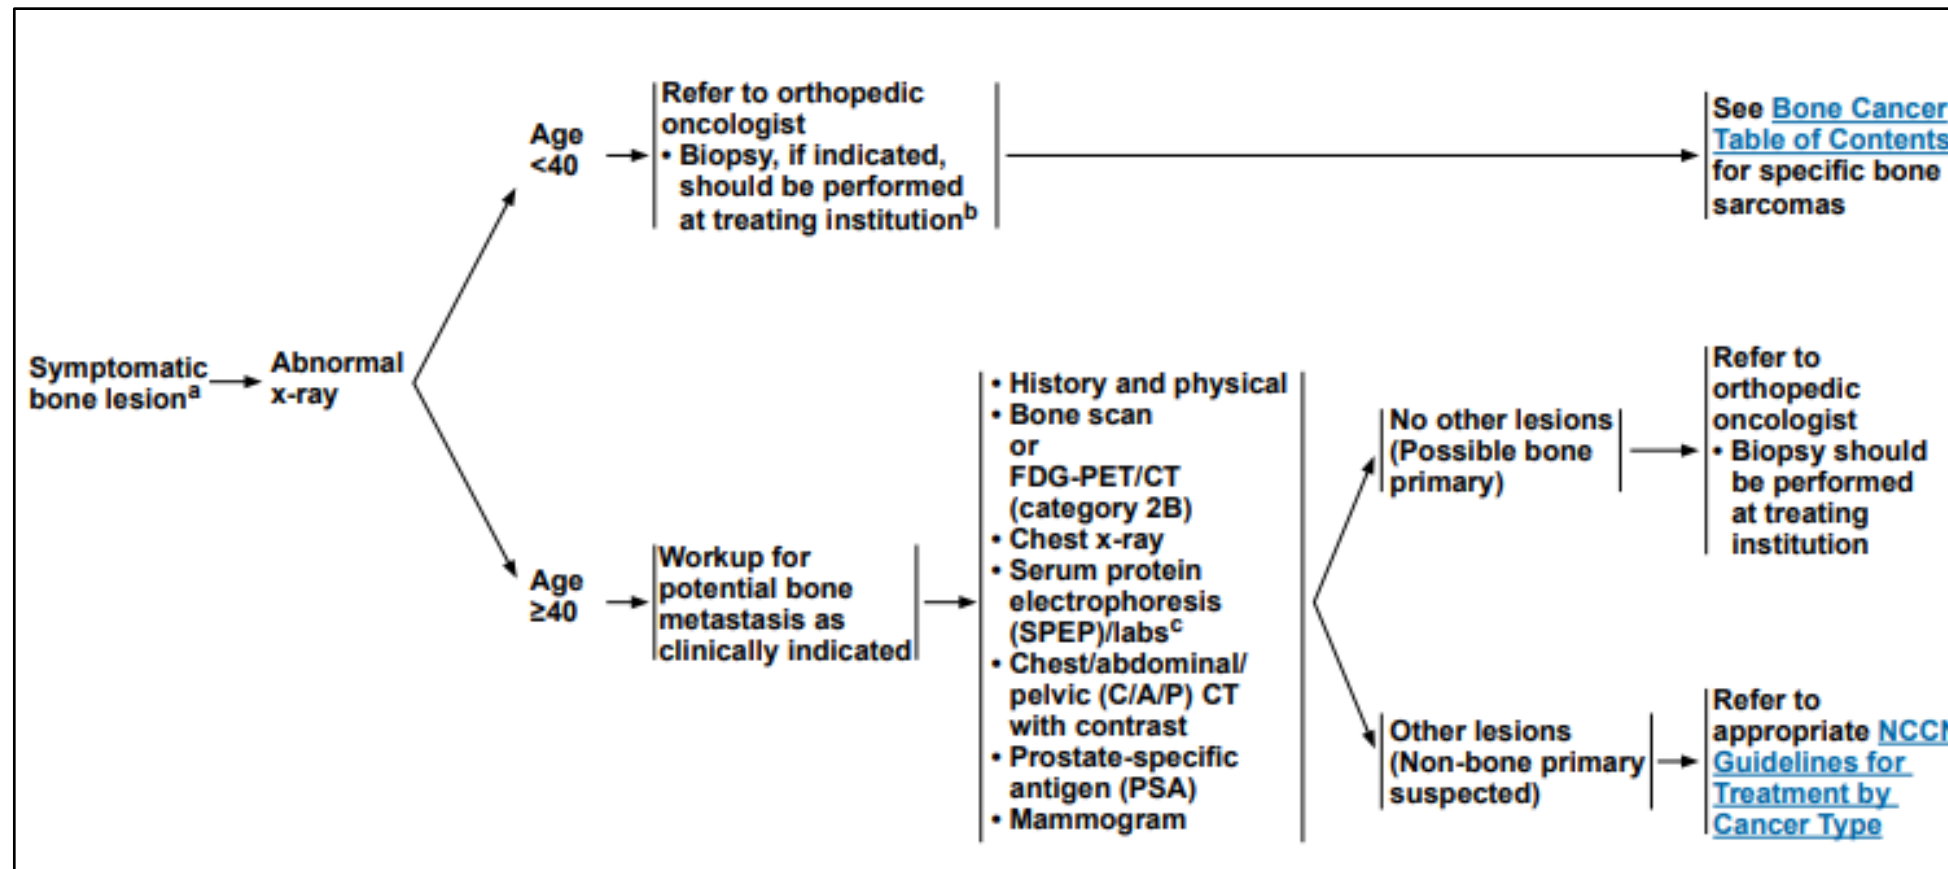 Symptomatic
bone lesiona
Abnormal
x-ray
Age
<40
Refer to orthopedic
oncologist
• Biopsy, if indicated,
should be performed
at treating institutionb
See Bone Cancer
Table of Contents
for specific bone
sarcomas
Age
≥40
Workup for
potential bone
metastasis as
clinically indicated
• History and physical
• Bone scan
or
FDG-PET/CT
(category 2B)
• Chest x-ray
• Serum protein
electrophoresis
(SPEP)/labsc
• Chest/abdominal/
pelvic (C/A/P) CT
with contrast
• Prostate-specific
antigen (PSA)
• Mammogram
No other lesions
(Possible bone
primary)
Refer to
orthopedic
oncologist
• Biopsy should
be performed
at treating
institution
Other lesions
(Non-bone primary
suspected)
Refer to
appropriate NCCN
Guidelines for
Treatment by
Cancer Type